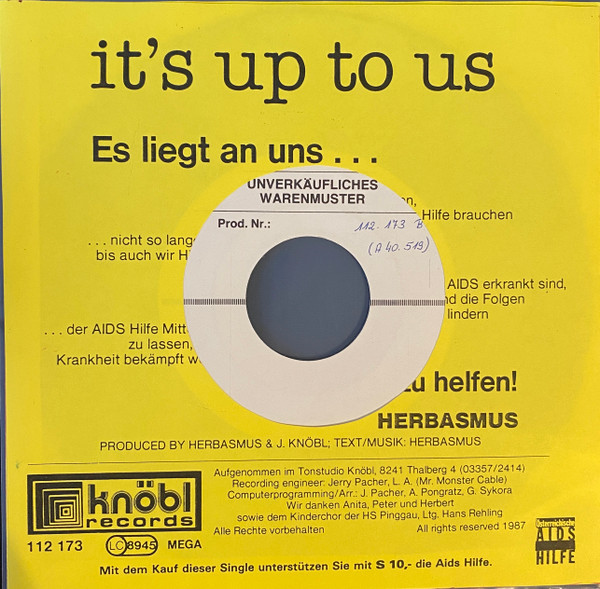 it's up to us
Es liegt an uns . . .
UNVERKÄUFLICHES
WARENMUSTER
Prod. Nr.: 112. 173 B
(A 40. 519)
Hilfe brauchen
. . . nicht so
bis auch wir
AIDS erkrankt sind,
die Folgen
lindern
. . . der AIDS Hilfe
zu lassen,
Krankheit bekämpft
zu helfen!
HERBASMUS
PRODUCED BY HERBASMUS & J. KNÖBL; TEXT/MUSIK: HERBASMUS
knöbl
records
112 173 LC 8945 MEGA
Aufgenommen im Tonstudio Knöbl, 8241 Thalberg 4 (03357/2414)
Recording engineer: Jerry Pacher, L. A. (Mr. Monster Cable)
Computerprogramming/Arr.: J. Pacher, A. Pongratz, G. Sykora
Wir danken Anita, Peter und Herbert
sowie dem Kinderchor der HS Pinggau, Ltg. Hans Rehling
Alle Rechte vorbehalten All rights reserved 1987
Österreichische
AIDS
HILFE
Mit dem Kauf dieser Single unterstützen Sie mit S 10,- die Aids Hilfe.